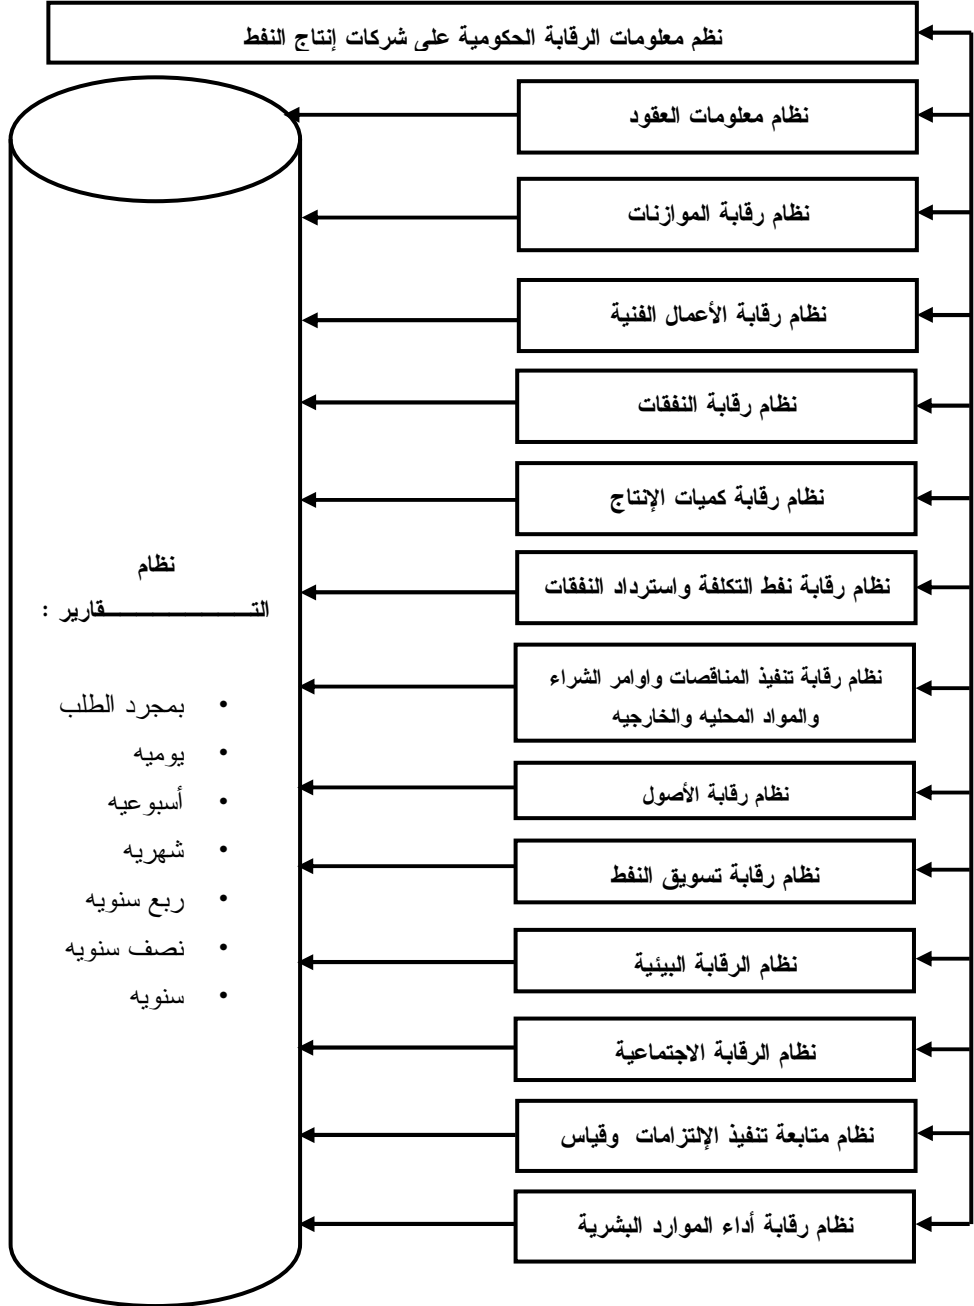 نظم معلومات الرقابة الحكومية على شركات إنتاج النفط
نظام معلومات العقود
نظام رقابة الموازنات
نظام رقابة الأعمال الفنية
نظام رقابة النفقات
نظام رقابة كميات الإنتاج
نظام رقابة نفط التكلفة واسترداد النفقات
نظام رقابة تنفيذ المناقصات واوامر الشراء
والمواد المحليه والخارجيه
نظام رقابة الأصول
نظام رقابة تسويق النفط
نظام الرقابة البيئية
نظام الرقابة الاجتماعية
نظام متابعة تنفيذ الإلتزامات وقياس
نظام رقابة أداء الموارد البشرية
نظام
التـــــــــــــــــقارير :
• بمجرد الطلب
• يوميه
• أسبوعيه
• شهريه
• ربع سنويه
• نصف سنويه
• سنويه